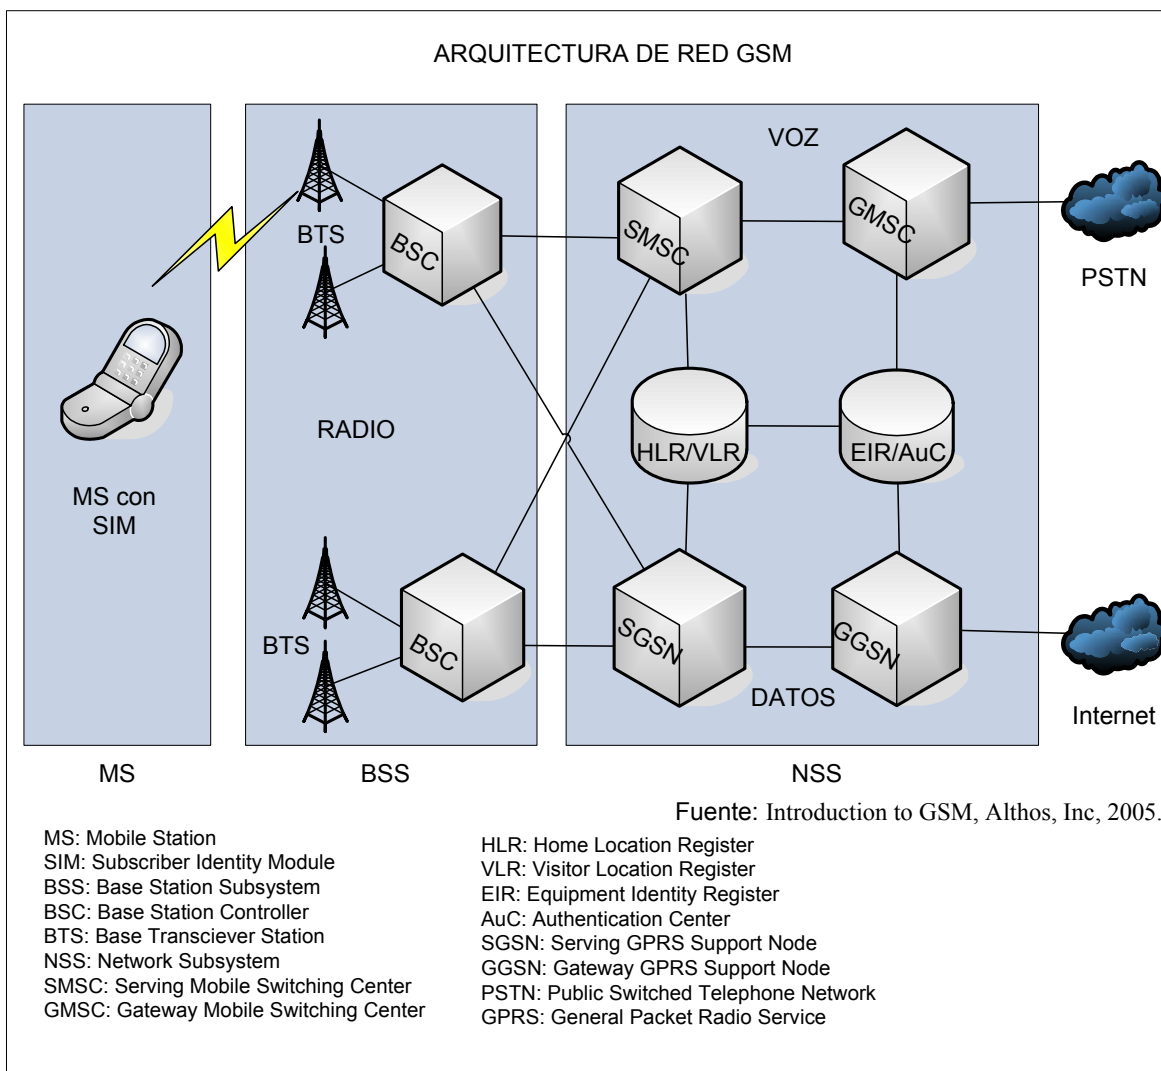 ARQUITECTURA DE RED GSM
VOZ
BTS
BSC
SMSC
GMSC
PSTN
RADIO
HLR/VLR
EIR/AuC
MS con
SIM
BTS
BSC
SGSN
GGSN
DATOS
Internet
MS
BSS
NSS
Fuente: Introduction to GSM, Althos, Inc, 2005.
MS: Mobile Station
SIM: Subscriber Identity Module
BSS: Base Station Subsystem
BSC: Base Station Controller
BTS: Base Transciever Station
NSS: Network Subsystem
SMSC: Serving Mobile Switching Center
GMSC: Gateway Mobile Switching Center
HLR: Home Location Register
VLR: Visitor Location Register
EIR: Equipment Identity Register
AuC: Authentication Center
SGSN: Serving GPRS Support Node
GGSN: Gateway GPRS Support Node
PSTN: Public Switched Telephone Network
GPRS: General Packet Radio Service